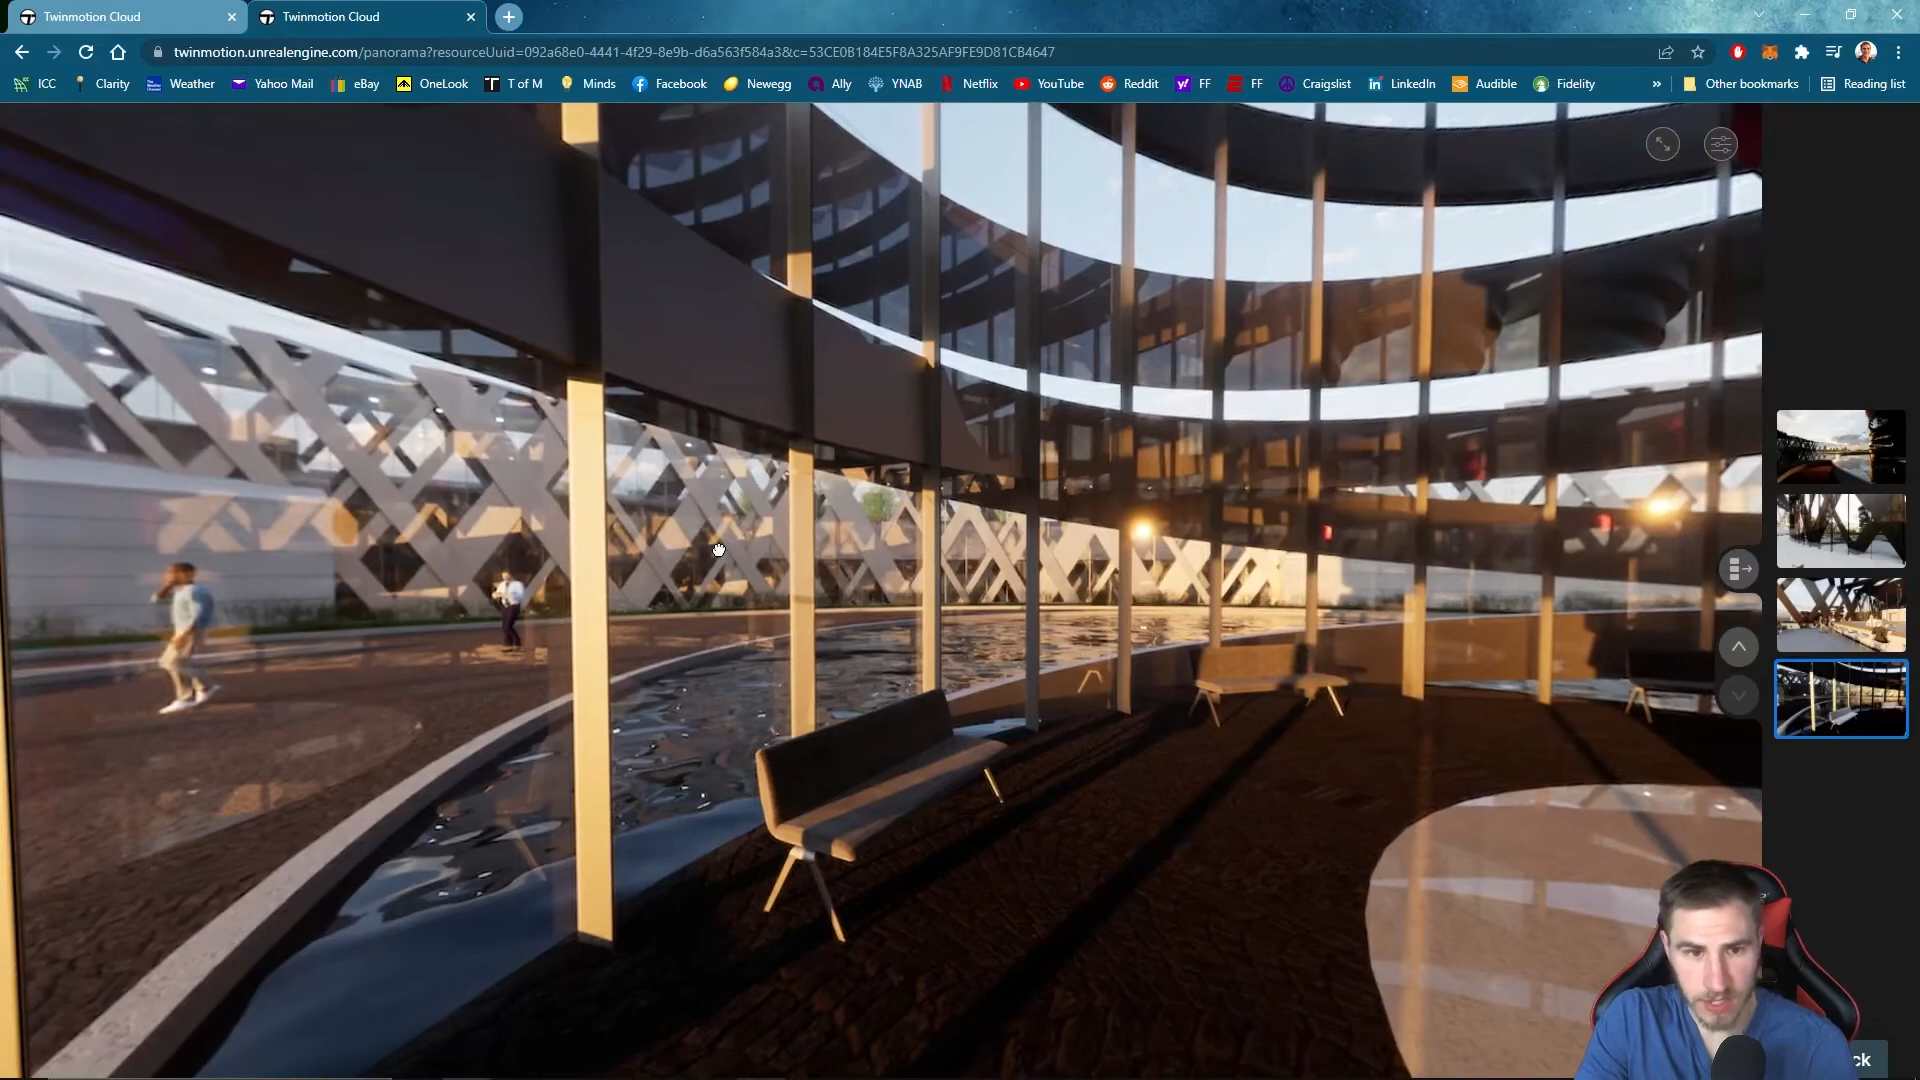 Twinmotion Cloud
Twinmotion Cloud
twinmotion.unrealengine.com/panorama?resourceUuid=092a68e0-4441-4f29-8e9b-d6a563f584a3&c=53CE0B184E5F8A325AF9FE9D81CB4647
ICC Clarity Weather Yahoo Mail eBay OneLook T of M Minds Facebook Newegg Ally YNAB Netflix YouTube Reddit FF FF Craigslist LinkedIn Audible Fidelity » Other bookmarks Reading list
ck